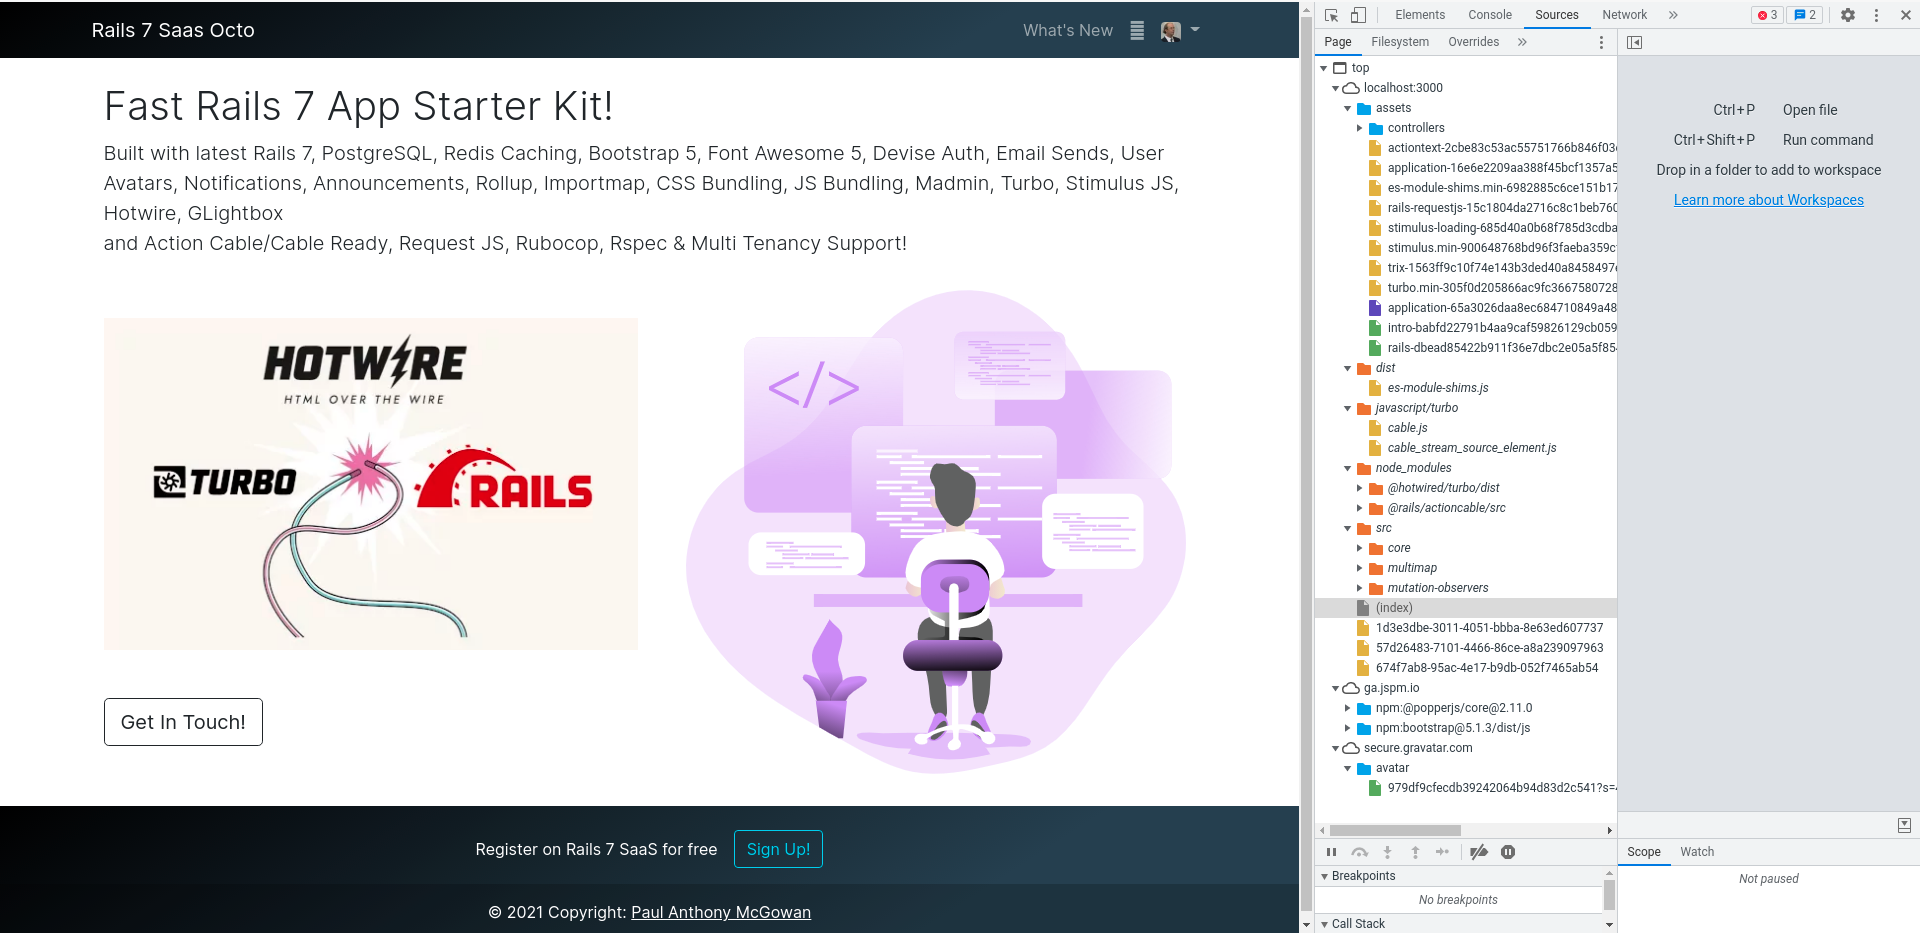 Rails 7 Saas Octo
What's New
Fast Rails 7 App Starter Kit!
Built with latest Rails 7, PostgreSQL, Redis Caching, Bootstrap 5, Font Awesome 5, Devise Auth, Email Sends, User
Avatars, Notifications, Announcements, Rollup, Importmap, CSS Bundling, JS Bundling, Madmin, Turbo, Stimulus JS,
Hotwire, GLightbox
and Action Cable/Cable Ready, Request JS, Rubocop, Rspec & Multi Tenancy Support!
HOTWIRE
HTML OVER THE WIRE
TURBO
RAILS
</>
Get In Touch!
Register on Rails 7 SaaS for free
Sign Up!
© 2021 Copyright: Paul Anthony McGowan
Elements Console Sources Network » 3 2
Page Filesystem Overrides »
top
localhost:3000
assets
controllers
actiontext-2cbe83c53ac55751766b846f03
application-16e6e2209aa388f45bcf1357a5
es-module-shims.min-6982885c6ce151b17
rails-requestjs-15c1804da2716c8c1beb760
stimulus-loading-685d40a0b68f785d3cdba
stimulus.min-900648768bd96f3faeba359c
trix-1563ff9c10f74e143b3ded40a8458497
turbo.min-305f0d205866ac9fc3667580728
application-65a3026daa8ec684710849a48
intro-babfd22791b4aa9caf59826129cb059
rails-dbead85422b911f36e7dbc2e05a5f85
dist
es-module-shims.js
javascript/turbo
cable.js
cable_stream_source_element.js
node_modules
@hotwired/turbo/dist
@rails/actioncable/src
src
core
multimap
mutation-observers
(index)
1d3e3dbe-3011-4051-bbba-8e63ed607737
57d26483-7101-4466-86ce-a8a239097963
674f7ab8-95ac-4e17-b9db-052f7465ab54
ga.jspm.io
npm:@popperjs/core@2.11.0
npm:bootstrap@5.1.3/dist/js
secure.gravatar.com
avatar
979df9cfecdb39242064b94d83d2c541?s=
Breakpoints
No breakpoints
Call Stack
Ctrl+P Open file
Ctrl+Shift+P Run command
Drop in a folder to add to workspace
Learn more about Workspaces
Scope Watch
Not paused